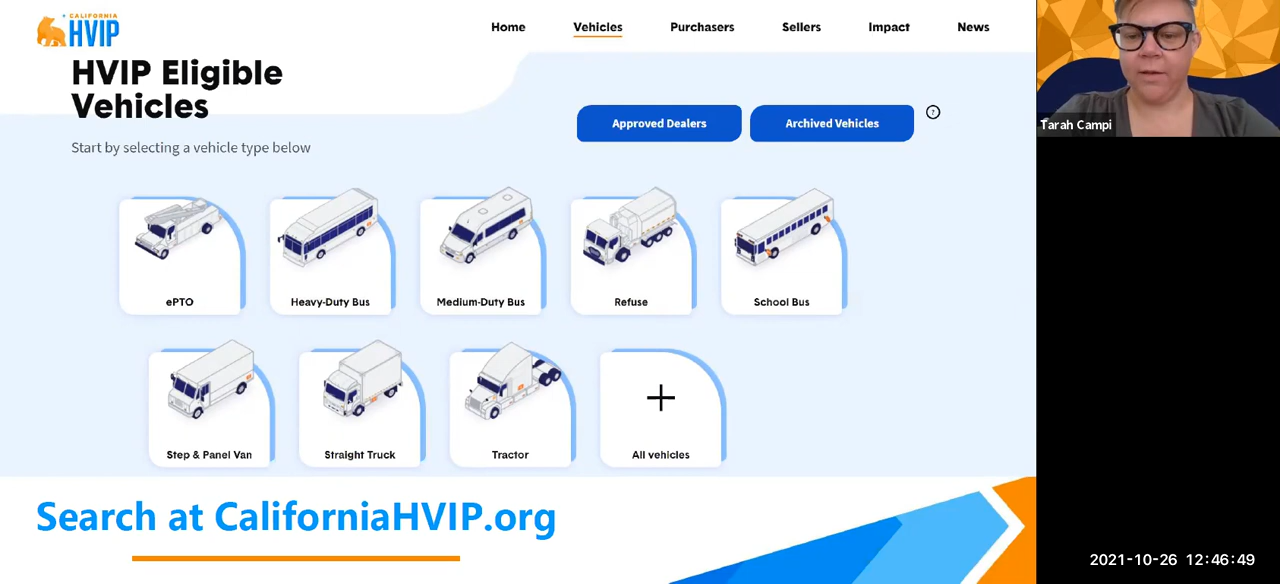 CALIFORNIA
HVIP
Home Vehicles Purchasers Sellers Impact News
HVIP Eligible
Vehicles
Start by selecting a vehicle type below
Approved Dealers Archived Vehicles ?
ePTO Heavy-Duty Bus Medium-Duty Bus Refuse School Bus
Step & Panel Van Straight Truck Tractor All vehicles
Search at CaliforniaHVIP.org
Tarah Campi
2021-10-26 12:46:49